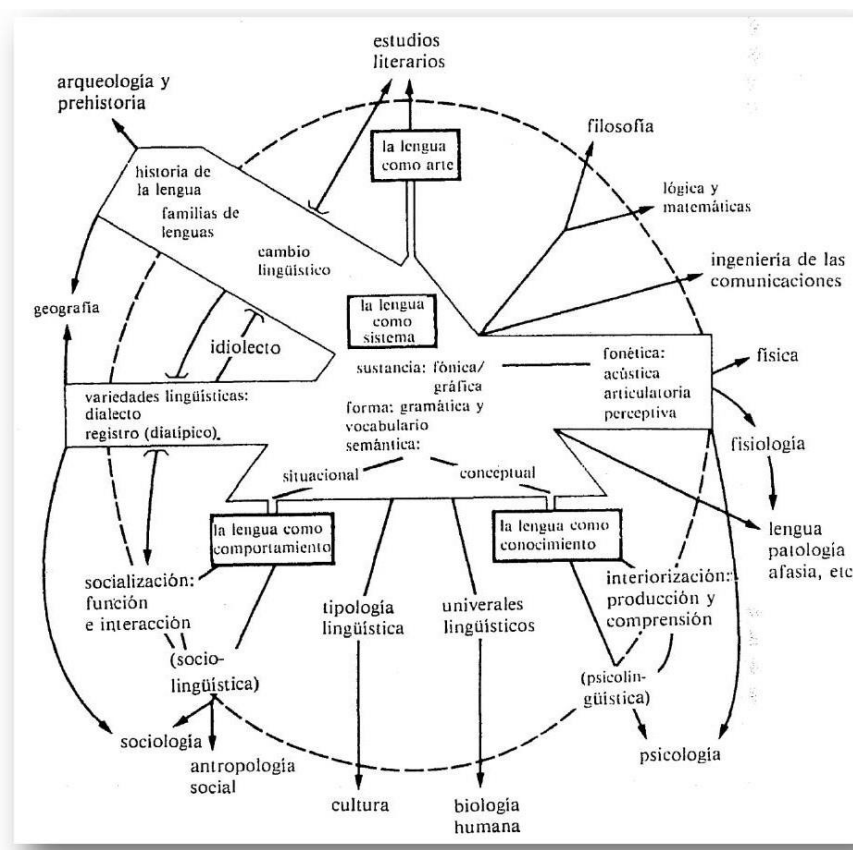 estudios
literarios
arqueología y
prehistoria
filosofía
la lengua
como arte
historia de
la lengua
familias de
lenguas
lógica y
matemáticas
cambio
lingüístico
ingenieria de las
comunicaciones
geografía
la lengua
como
sistema
idiolecto
sustancia: fónica/
gráfica
fonética:
acústica
articulatoria
perceptiva
física
variedades lingüísticas:
dialecto
registro (diatípico).
forma: gramática y
vocabulario
semántica:
fisiología
situacional
conceptual
la lengua como
comportamiento
la lengua como
conocimiento
lengua
patología
afasia, etc
socialización:
función
e interacción
tipología
lingüística
univerales
lingüísticos
interiorización:
producción y
comprensión
(socio-
lingüística)
(psicolin-
güística)
sociología
antropología
social
psicología
cultura
biología
humana